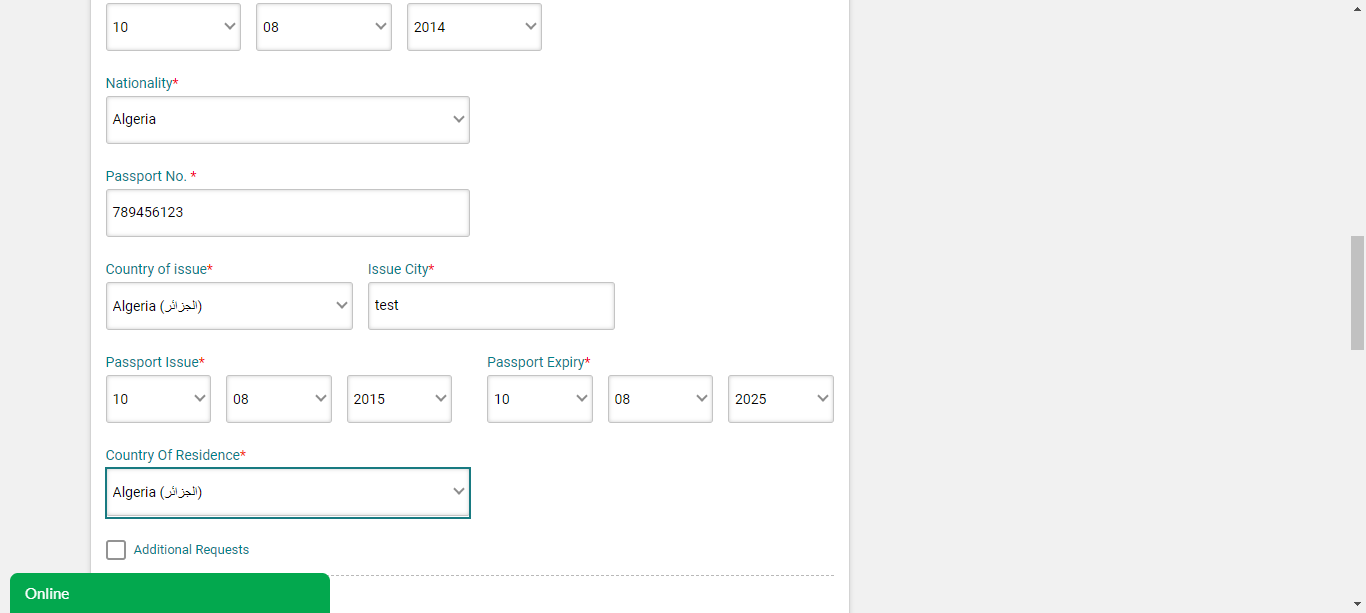 10 08 2014
Nationality*
Algeria
Passport No. *
789456123
Country of issue* Issue City*
Algeria (الجزائر) test
Passport Issue* Passport Expiry*
10 08 2015 10 08 2025
Country Of Residence*
Algeria (الجزائر)
Additional Requests
Online